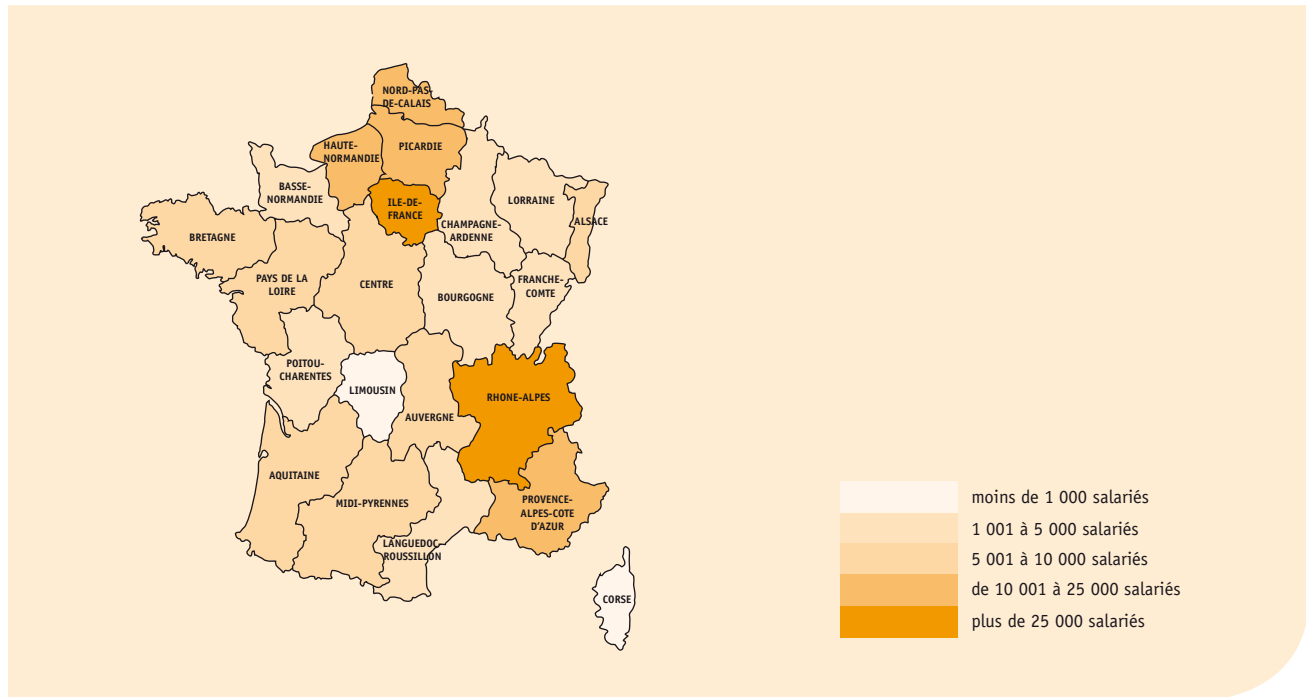 NORD-PAS-
DE-CALAIS
HAUTE-
NORMANDIE
PICARDIE
BASSE-
NORMANDIE
ILE-DE-
FRANCE
CHAMPAGNE-
ARDENNE
LORRAINE
ALSACE
BRETAGNE
PAYS DE LA
LOIRE
CENTRE
BOURGOGNE
FRANCHE-
COMTE
POITOU-
CHARENTES
LIMOUSIN
AUVERGNE
RHONE-ALPES
AQUITAINE
MIDI-PYRENNES
LANGUEDOC
ROUSSILLON
PROVENCE-
ALPES-COTE
D'AZUR
CORSE
moins de 1 000 salariés
1 001 à 5 000 salariés
5 001 à 10 000 salariés
de 10 001 à 25 000 salariés
plus de 25 000 salariés